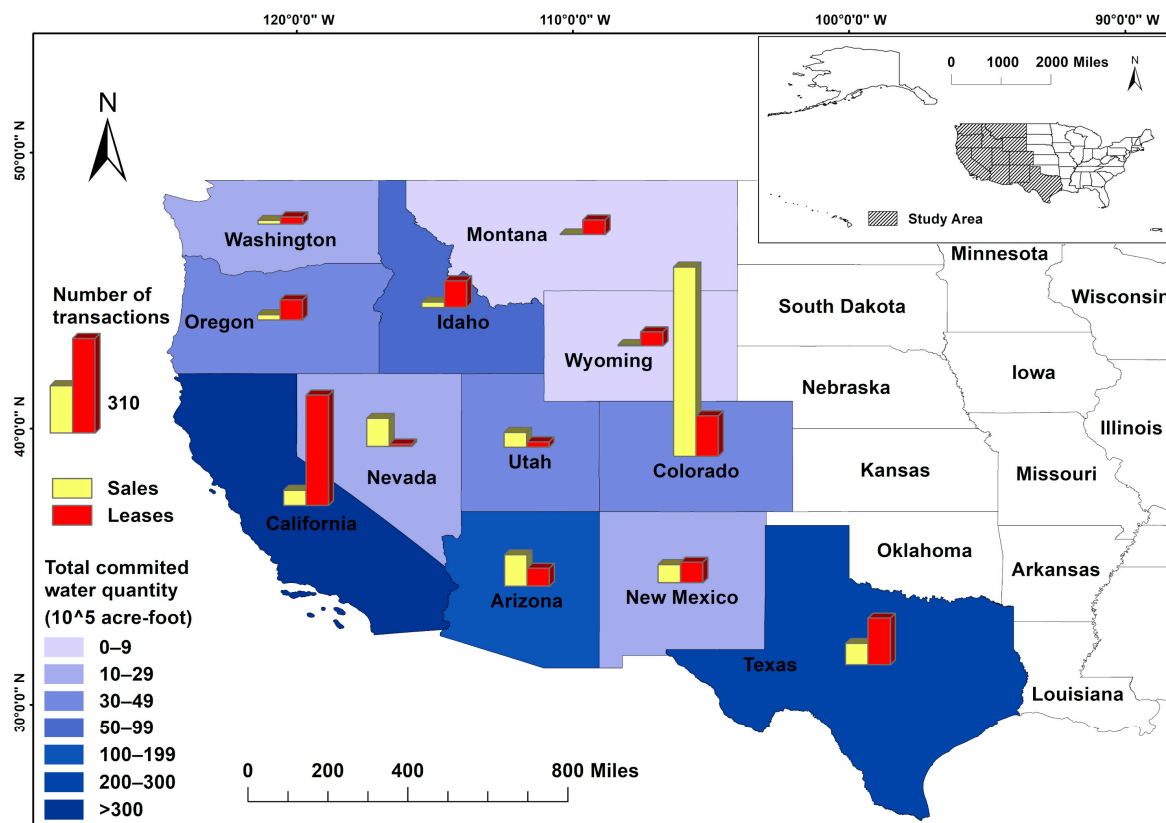 120°0'0" W
110°0'0" W
100°0'0" W
90°0'0" W
50°0'0" N
40°0'0" N
30°0'0" N
N
0 1000 2000 Miles
N
Study Area
Washington
Montana
Minnesota
Oregon
Idaho
South Dakota
Wisconsin
Wyoming
Nebraska
Iowa
Illinois
Nevada
Utah
Colorado
Kansas
Missouri
California
Arizona
New Mexico
Oklahoma
Arkansas
Texas
Louisiana
Number of
transactions
310
Sales
Leases
Total commited
water quantity
(10^5 acre-foot)
0–9
10–29
30–49
50–99
100–199
200–300
>300
0 200 400 800 Miles